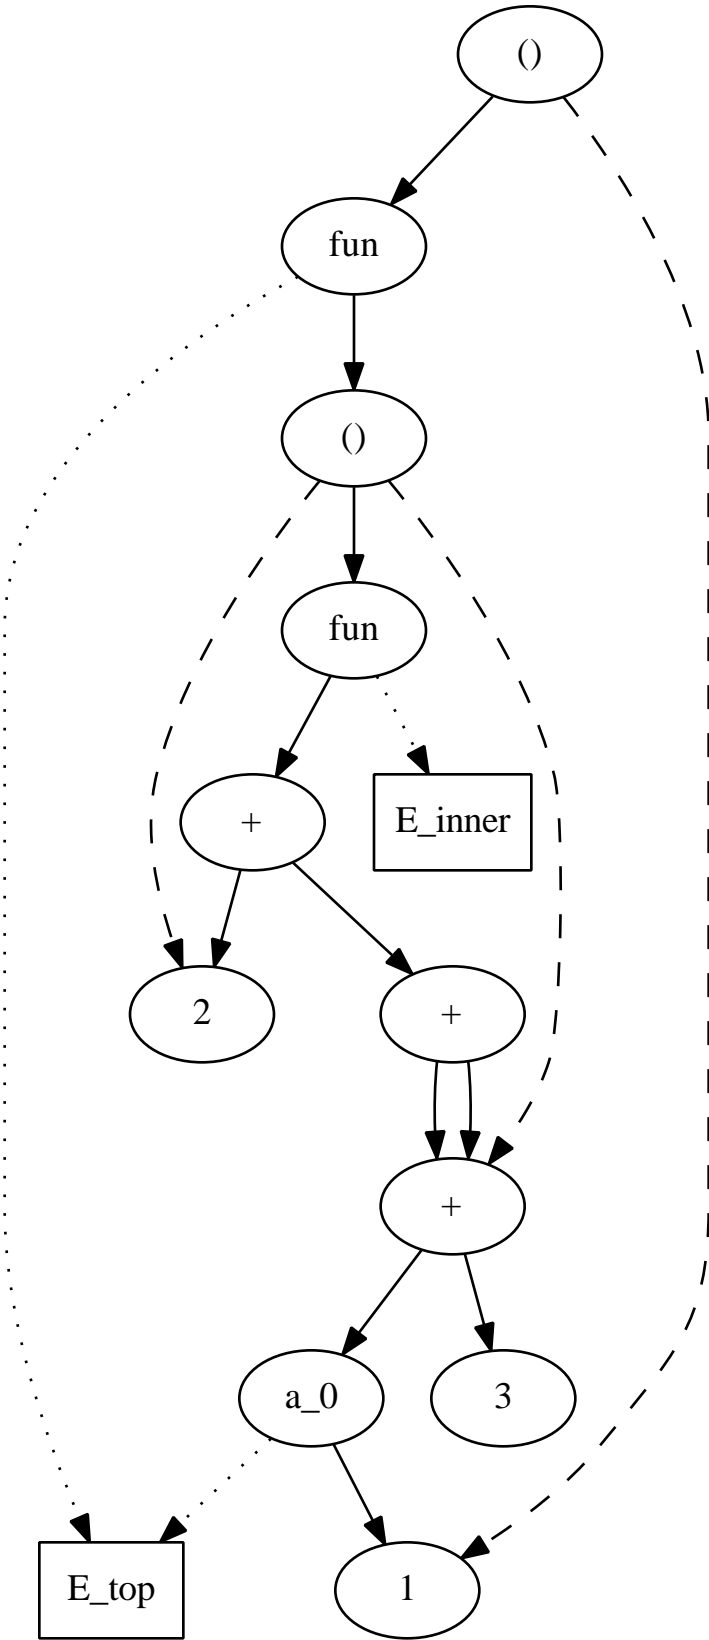 ()
fun
()
fun
+
E_inner
2
+
+
a_0
3
E_top
1